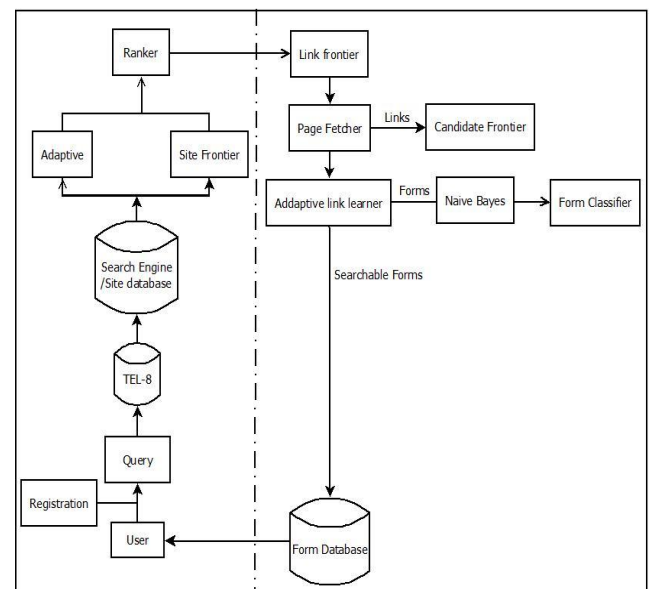 Ranker
Link frontier
Page Fetcher
Links
Candidate Frontier
Adaptive
Site Frontier
Addaptive link learner
Forms
Naive Bayes
Form Classifier
Search Engine
/Site database
Searchable Forms
TEL-8
Query
Registration
User
Form Database